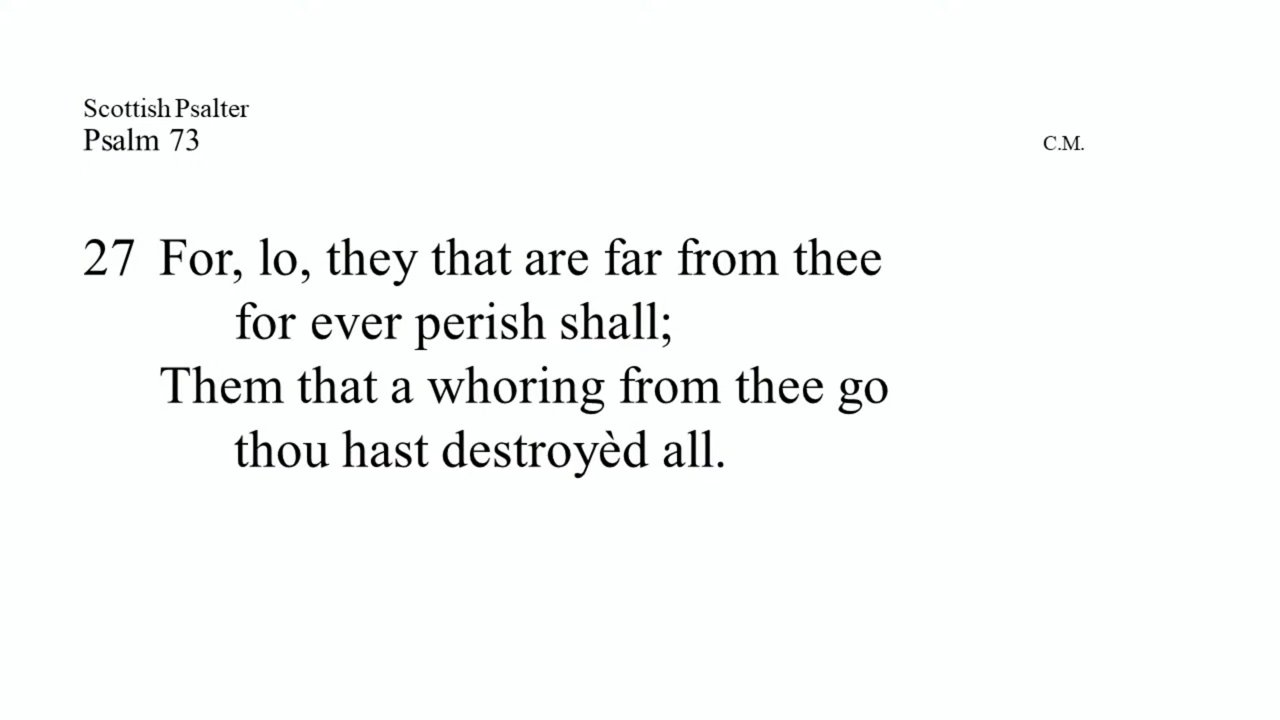 Scottish Psalter
Psalm 73
C.M.
27 For, lo, they that are far from thee
for ever perish shall;
Them that a whoring from thee go
thou hast destroyèd all.